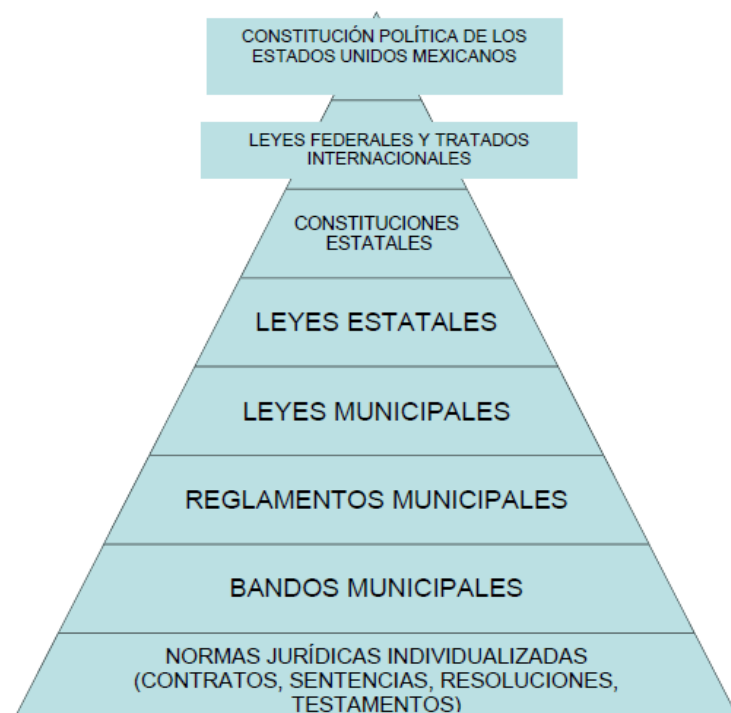 CONSTITUCIÓN POLÍTICA DE LOS
ESTADOS UNIDOS MEXICANOS
LEYES FEDERALES Y TRATADOS
INTERNACIONALES
CONSTITUCIONES
ESTATALES
LEYES ESTATALES
LEYES MUNICIPALES
REGLAMENTOS MUNICIPALES
BANDOS MUNICIPALES
NORMAS JURÍDICAS INDIVIDUALIZADAS
(CONTRATOS, SENTENCIAS, RESOLUCIONES,
TESTAMENTOS)